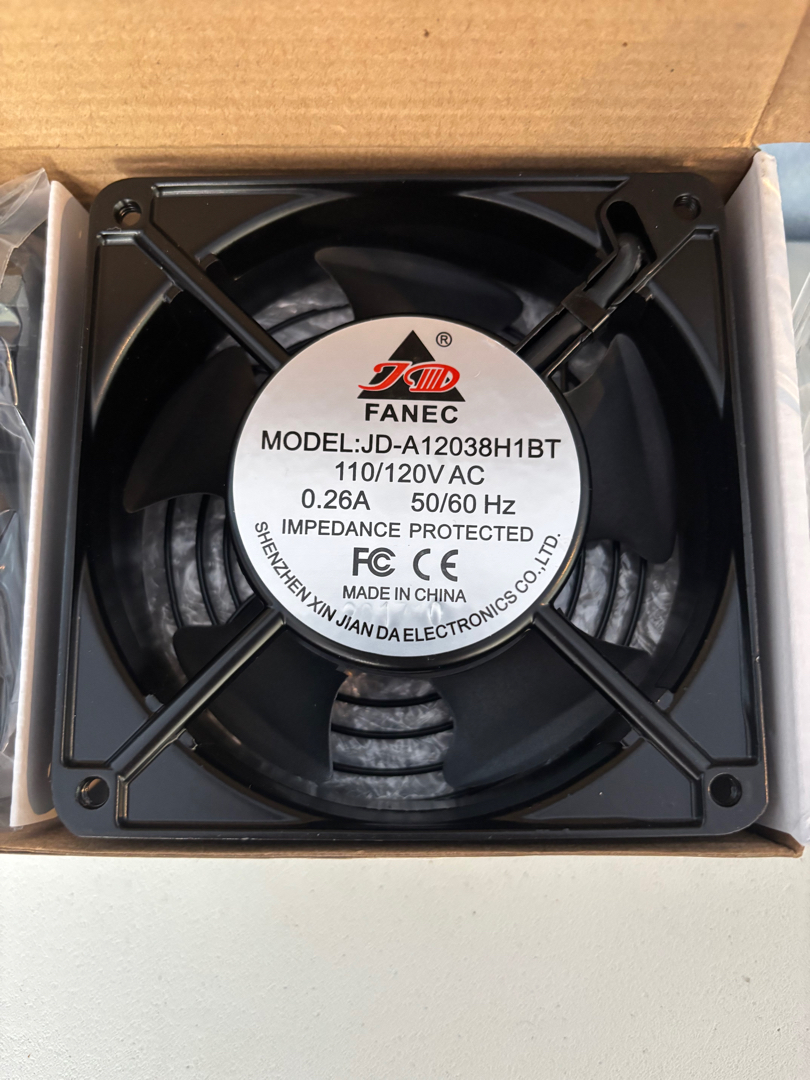 JD ®
FANEC
MODEL:JD-A12038H1BT
110/120V AC
0.26A 50/60 Hz
IMPEDANCE PROTECTED
FC CE
MADE IN CHINA
SHENZHEN XIN JIAN DA ELECTRONICS CO.,LTD.